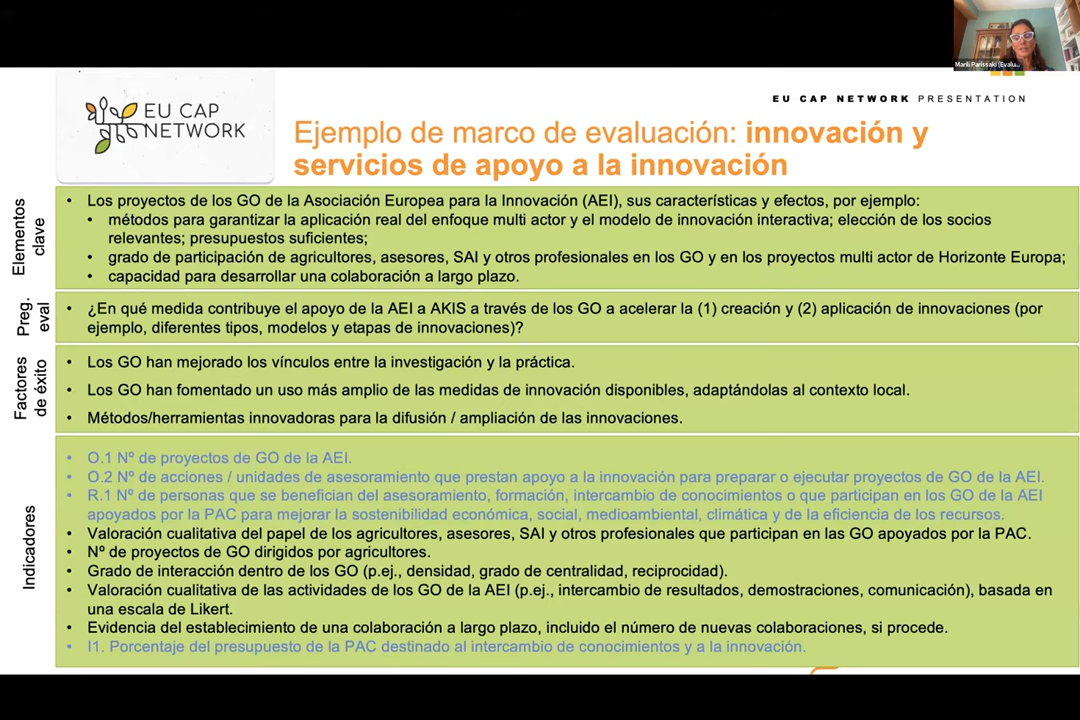 Marili Parissaki (Evalu...
EU CAP
NETWORK
EU CAP NETWORK PRESENTATION
Ejemplo de marco de evaluación: innovación y
servicios de apoyo a la innovación
Elementos
clave
• Los proyectos de los GO de la Asociación Europea para la Innovación (AEI), sus características y efectos, por ejemplo:
• métodos para garantizar la aplicación real del enfoque multi actor y el modelo de innovación interactiva; elección de los socios
relevantes; presupuestos suficientes;
• grado de participación de agricultores, asesores, SAI y otros profesionales en los GO y en los proyectos multi actor de Horizonte Europa;
• capacidad para desarrollar una colaboración a largo plazo.
Preg.
eval
• ¿En qué medida contribuye el apoyo de la AEI a AKIS a través de los GO a acelerar la (1) creación y (2) aplicación de innovaciones (por
ejemplo, diferentes tipos, modelos y etapas de innovaciones)?
Factores
de éxito
• Los GO han mejorado los vínculos entre la investigación y la práctica.
• Los GO han fomentado un uso más amplio de las medidas de innovación disponibles, adaptándolas al contexto local.
• Métodos/herramientas innovadoras para la difusión / ampliación de las innovaciones.
Indicadores
• O.1 Nº de proyectos de GO de la AEI.
• O.2 Nº de acciones / unidades de asesoramiento que prestan apoyo a la innovación para preparar o ejecutar proyectos de GO de la AEI.
• R.1 Nº de personas que se benefician del asesoramiento, formación, intercambio de conocimientos o que participan en los GO de la AEI
apoyados por la PAC para mejorar la sostenibilidad económica, social, medioambiental, climática y de la eficiencia de los recursos.
• Valoración cualitativa del papel de los agricultores, asesores, SAI y otros profesionales que participan en las GO apoyados por la PAC.
• Nº de proyectos de GO dirigidos por agricultores.
• Grado de interacción dentro de los GO (p.ej., densidad, grado de centralidad, reciprocidad).
• Valoración cualitativa de las actividades de los GO de la AEI (p.ej., intercambio de resultados, demostraciones, comunicación), basada en
una escala de Likert.
• Evidencia del establecimiento de una colaboración a largo plazo, incluido el número de nuevas colaboraciones, si procede.
• I1. Porcentaje del presupuesto de la PAC destinado al intercambio de conocimientos y a la innovación.